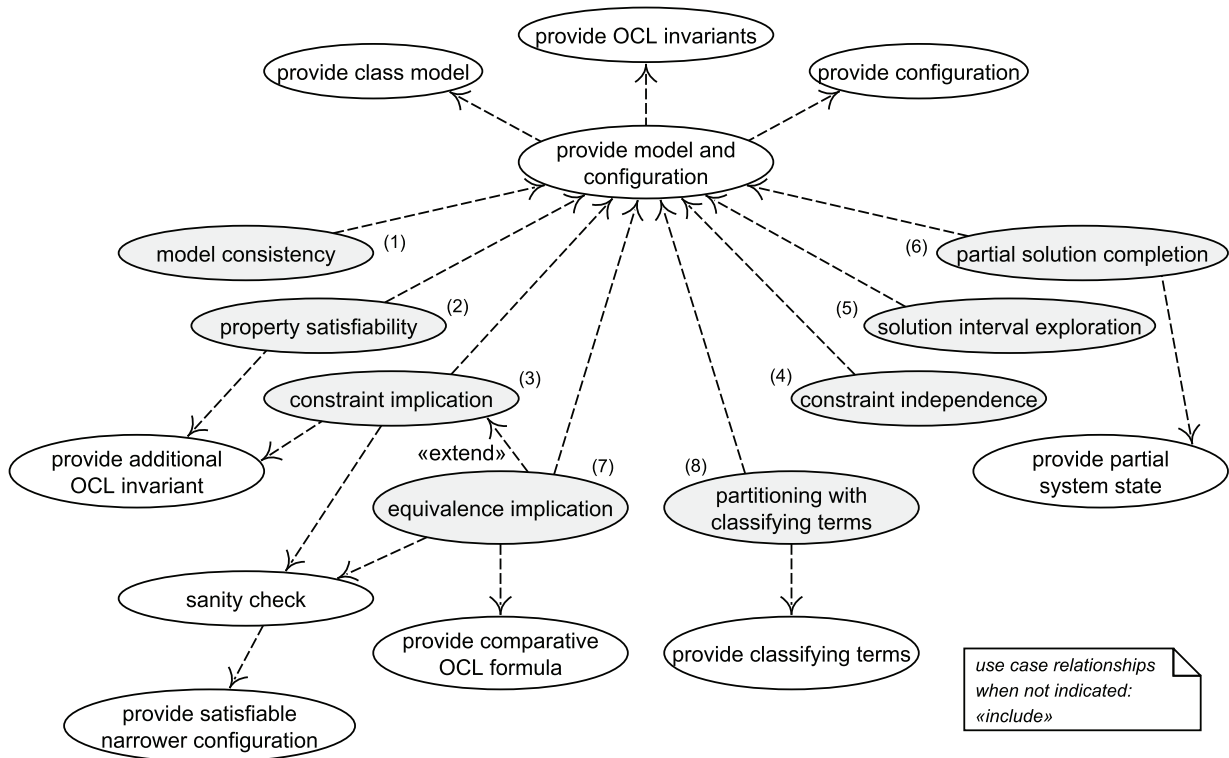 provide OCL invariants
provide class model
provide configuration
provide model and
configuration
model consistency
(1)
(6)
partial solution completion
property satisfiability
(2)
(5)
solution interval exploration
constraint implication
(3)
(4)
constraint independence
provide additional
OCL invariant
«extend»
equivalence implication
(7)
(8)
partitioning with
classifying terms
provide partial
system state
sanity check
provide comparative
OCL formula
provide classifying terms
provide satisfiable
narrower configuration
use case relationships
when not indicated:
«include»